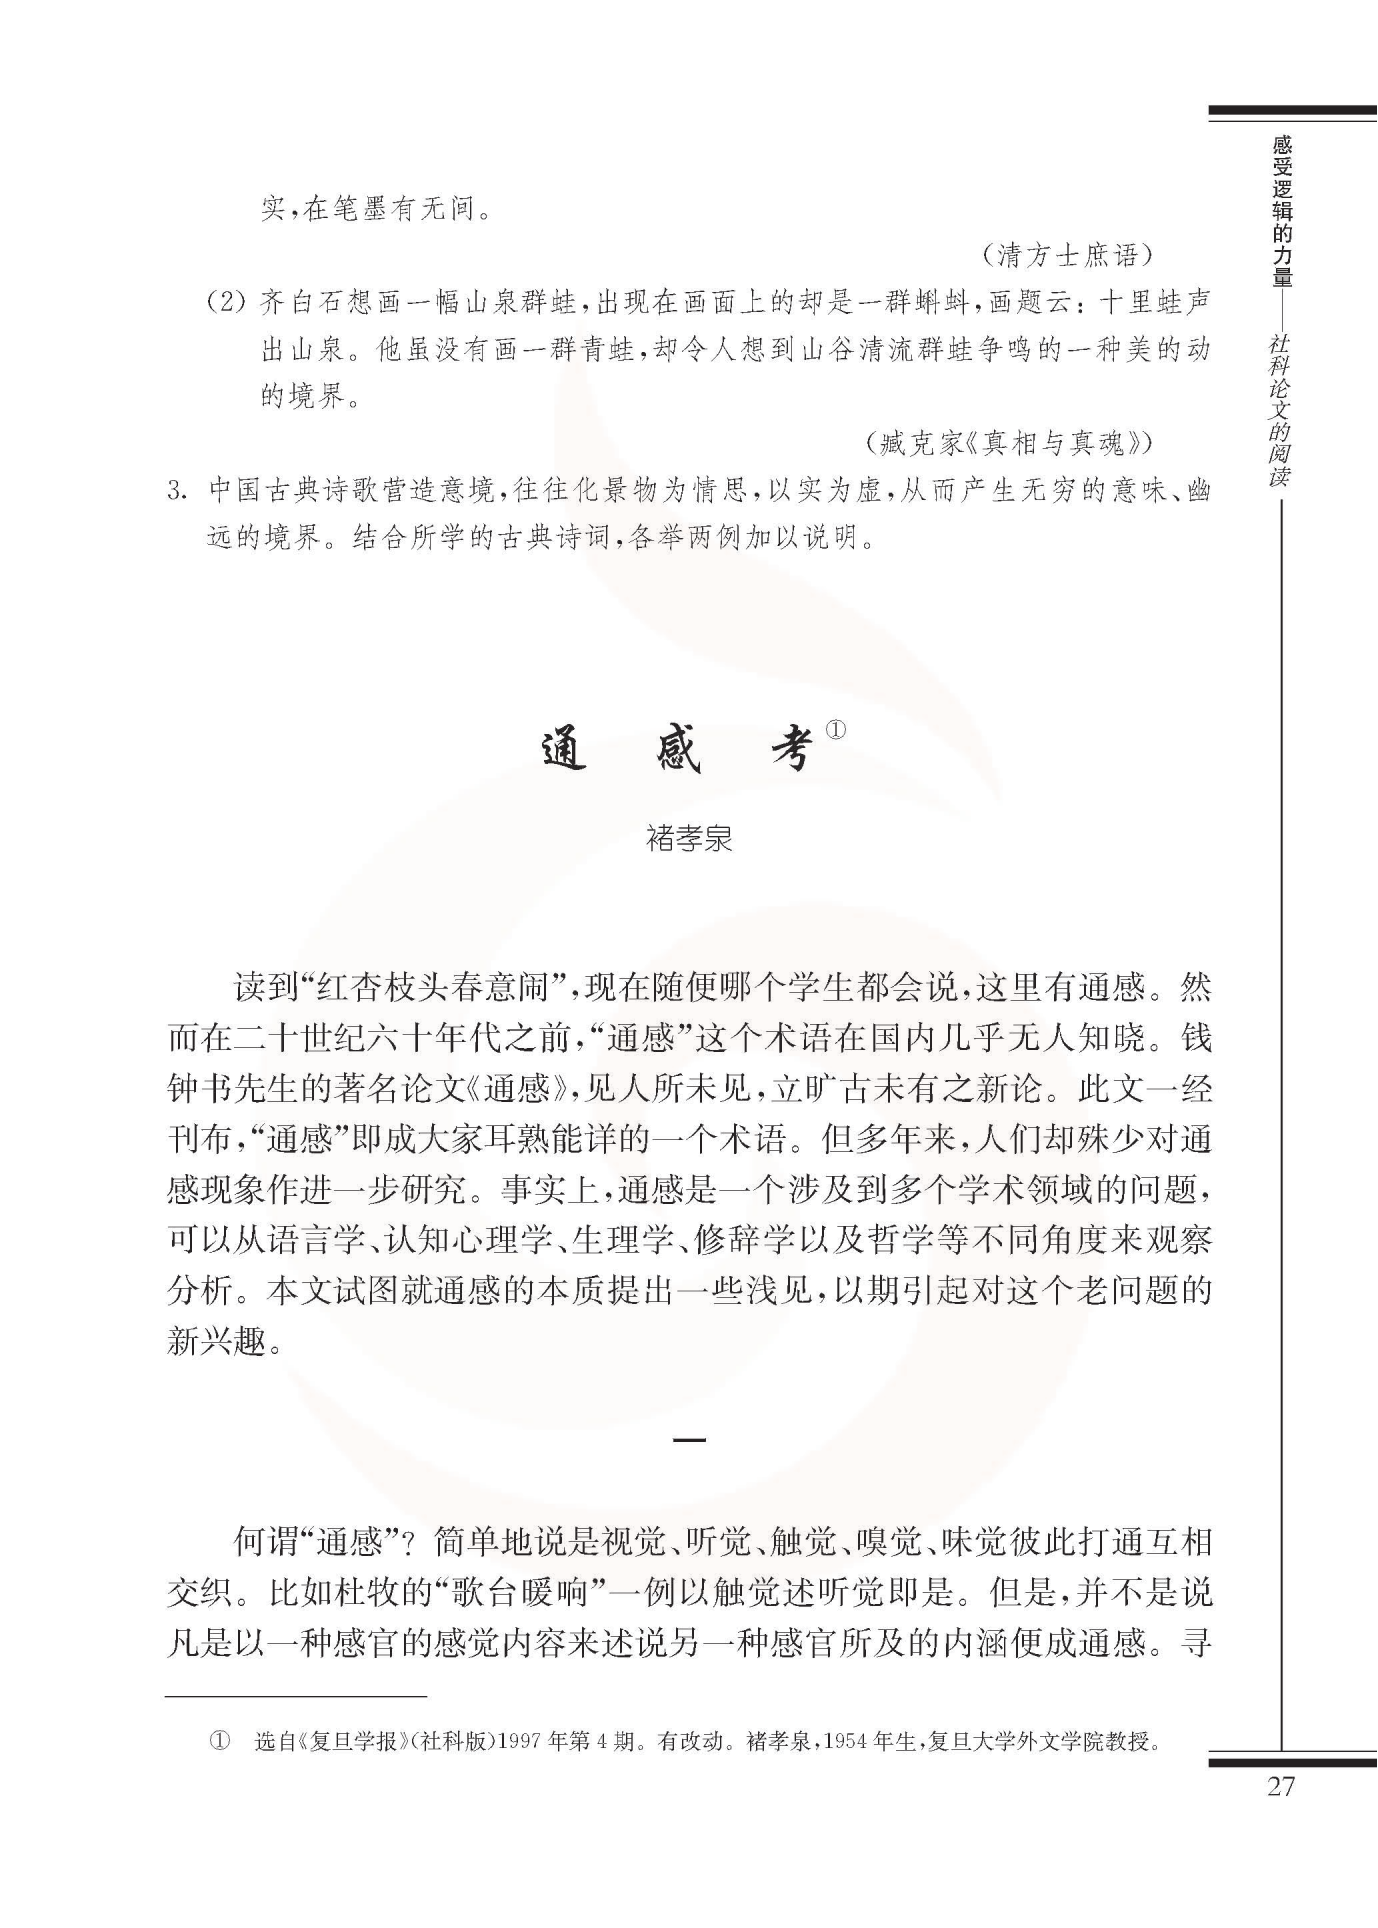 感受逻辑的力量——社科论文的阅读
实,在笔墨有无间。
(清方士庶语)
(2) 齐白石想画一幅山泉群蛙,出现在画面上的却是一群蝌蚪,画题云:十里蛙声
出山泉。他虽没有画一群青蛙,却令人想到山谷清流群蛙争鸣的一种美的动
的境界。
(臧克家《真相与真魂》)
3. 中国古典诗歌营造意境,往往化景物为情思,以实为虚,从而产生无穷的意味、幽
远的境界。结合所学的古典诗词,各举两例加以说明。
通感考①
褚孝泉
读到“红杏枝头春意闹”,现在随便哪个学生都会说,这里有通感。然
而在二十世纪六十年代之前,“通感”这个术语在国内几乎无人知晓。钱
钟书先生的著名论文《通感》,见人所未见,立旷古未有之新论。此文一经
刊布,“通感”即成大家耳熟能详的一个术语。但多年来,人们却殊少对通
感现象作进一步研究。事实上,通感是一个涉及到多个学术领域的问题,
可以从语言学、认知心理学、生理学、修辞学以及哲学等不同角度来观察
分析。本文试图就通感的本质提出一些浅见,以期引起对这个老问题的
新兴趣。
一
何谓“通感”?简单地说是视觉、听觉、触觉、嗅觉、味觉彼此打通互相
交织。比如杜牧的“歌台暖响”一例以触觉述听觉即是。但是,并不是说
凡是以一种感官的感觉内容来述说另一种感官所及的内涵便成通感。寻
① 选自《复旦学报》(社科版)1997年第4期。有改动。褚孝泉,1954年生,复旦大学外文学院教授。
27